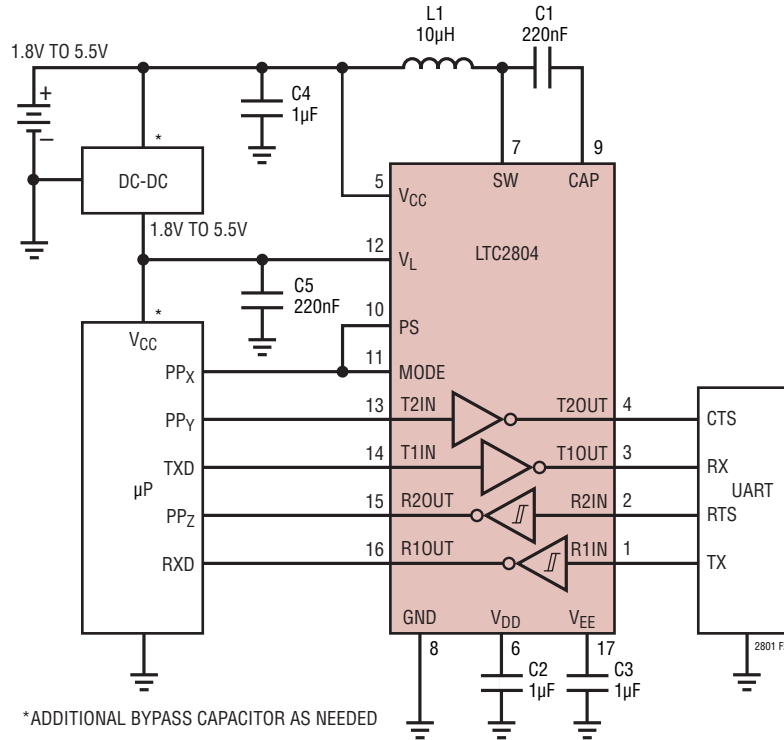 L1
10µH
C1
220nF
1.8V TO 5.5V
+
–
C4
1µF
*
DC-DC
7
9
SW
CAP
5
VCC
1.8V TO 5.5V
12
VL
LTC2804
C5
220nF
*
VCC
10
PS
PPX
11
MODE
PPY
13
T2IN
T2OUT
4
CTS
TXD
14
T1IN
T1OUT
3
RX
µP
UART
PPZ
15
R2OUT
R2IN
2
RTS
RXD
16
R1OUT
R1IN
1
TX
GND
VDD
VEE
8
6
17
C2
1µF
C3
1µF
*ADDITIONAL BYPASS CAPACITOR AS NEEDED
2801 F